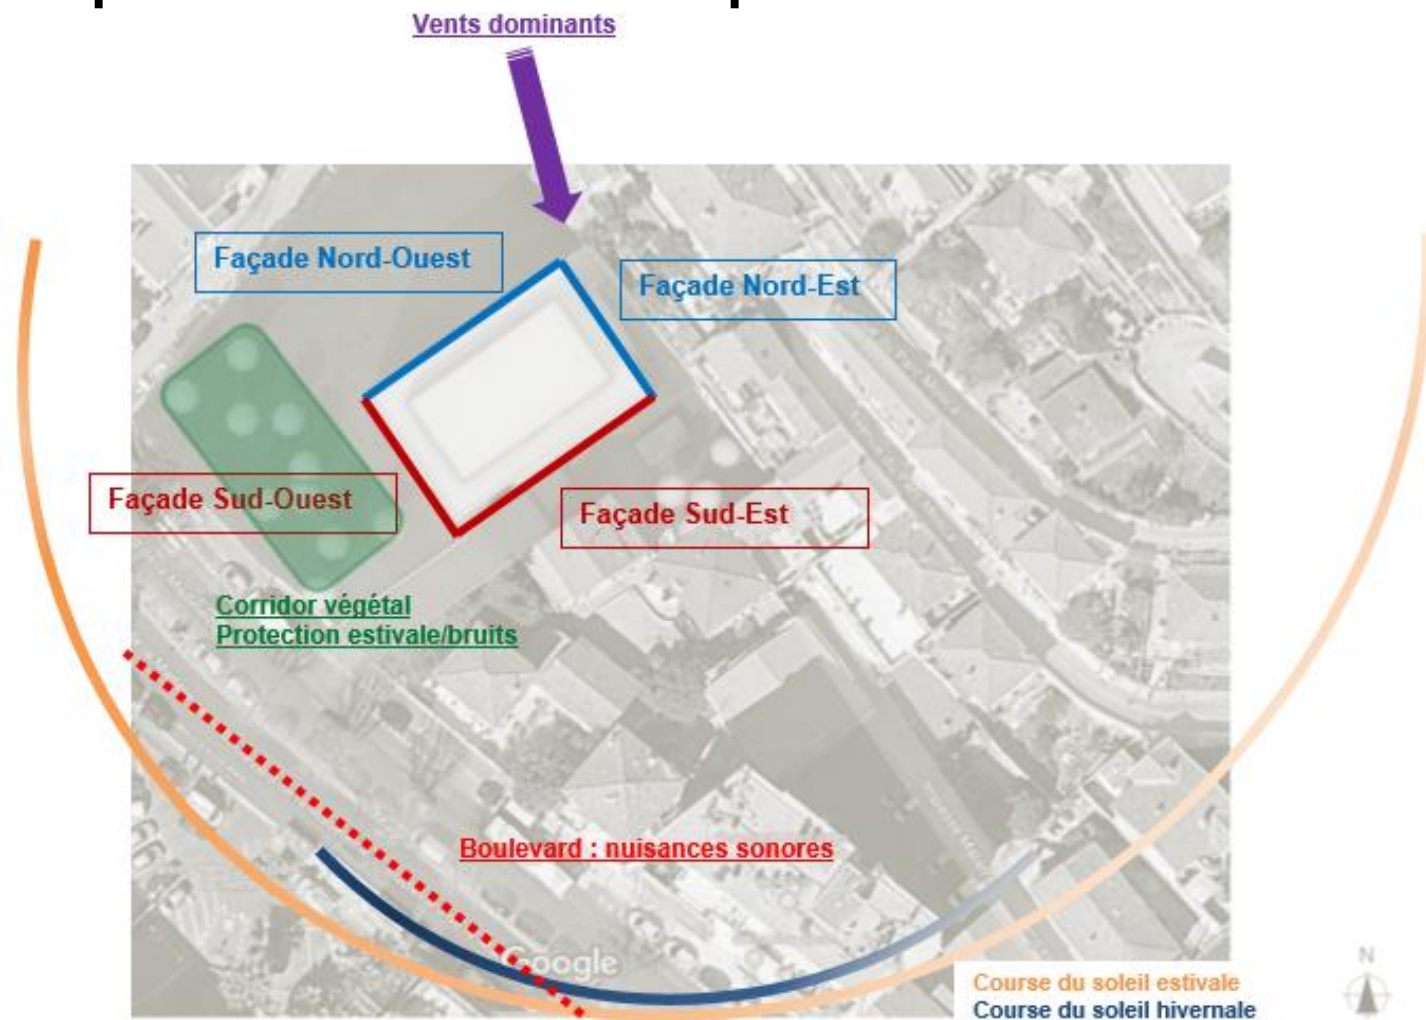 Vents dominants
Façade Nord-Ouest
Façade Nord-Est
Façade Sud-Ouest
Façade Sud-Est
Corridor végétal
Protection estivale/bruits
Boulevard : nuisances sonores
Google
Course du soleil estivale
Course du soleil hivernale
N